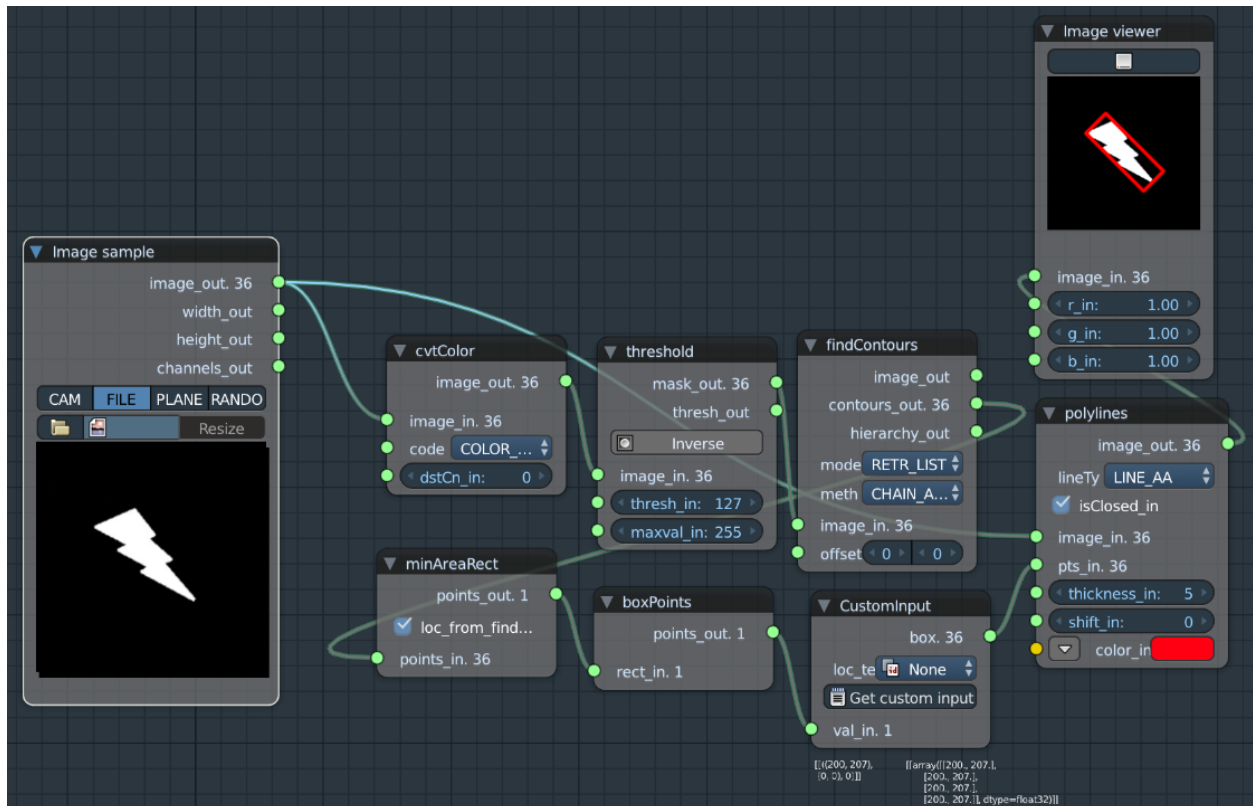 Image sample
image_out. 36
width_out
height_out
channels_out
CAM FILE PLANE RANDO
Resize
cvtColor
image_out. 36
image_in. 36
code COLOR_...
dstCn_in: 0
threshold
mask_out. 36
thresh_out
Inverse
image_in. 36
thresh_in: 127
maxval_in: 255
findContours
image_out
contours_out. 36
hierarchy_out
mode RETR_LIST
meth CHAIN_A...
image_in. 36
offset 0 0
Image viewer
image_in. 36
r_in: 1.00
g_in: 1.00
b_in: 1.00
polylines
image_out. 36
lineTy LINE_AA
isClosed_in
image_in. 36
pts_in. 36
thickness_in: 5
shift_in: 0
color_in
minAreaRect
points_out. 1
loc_from_find...
points_in. 36
boxPoints
points_out. 1
rect_in. 1
CustomInput
box. 36
loc_te None
Get custom input
val_in. 1
[[((200, 207),
(0, 0), 0)]]
[[array([[200., 207.],
[200., 207.],
[200., 207.],
[200., 207.]], dtype=float32)]]